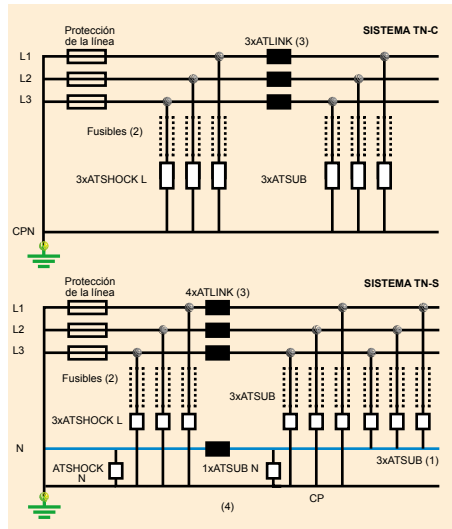 Protección
de la línea
3xATLINK (3)
SISTEMA TN-C
L1
L2
L3
Fusibles (2)
3xATSHOCK L
3xATSUB
CPN
Protección
de la línea
4xATLINK (3)
SISTEMA TN-S
L1
L2
L3
Fusibles (2)
3xATSUB
3xATSHOCK L
N
ATSHOCK
N
1xATSUB N
3xATSUB (1)
CP
(4)